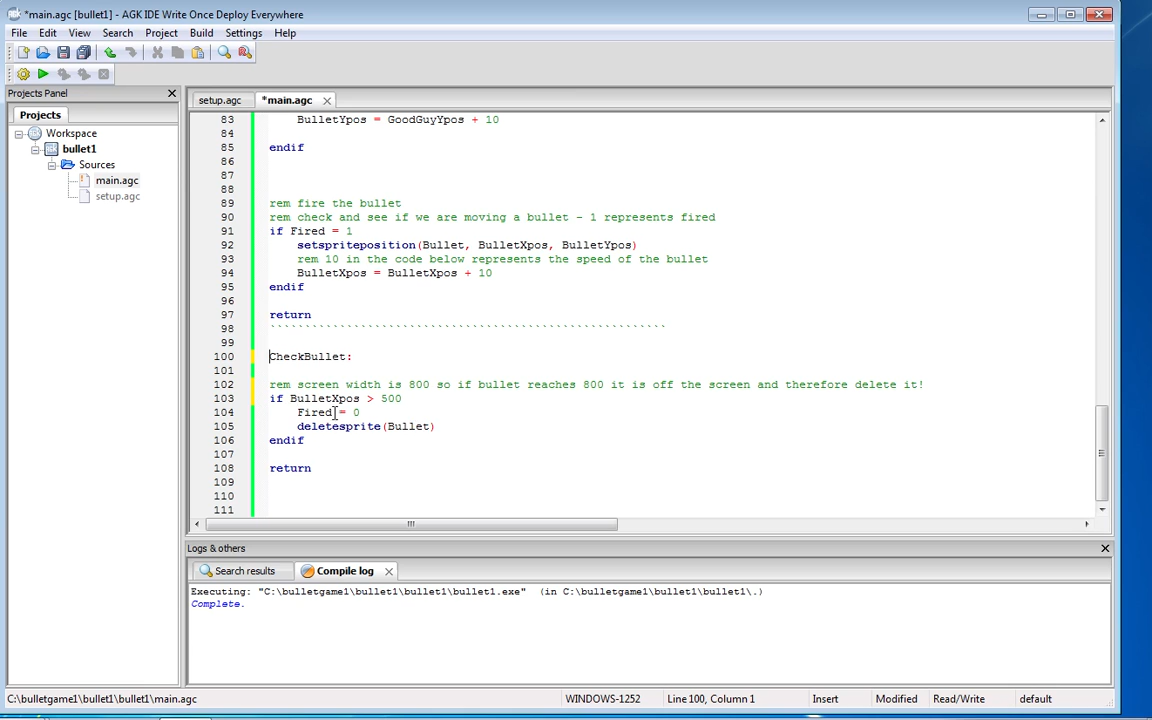 *main.agc [bullet1] - AGK IDE Write Once Deploy Everywhere
File Edit View Search Project Build Settings Help
Projects Panel
Projects
Workspace
bullet1
Sources
main.agc
setup.agc
setup.agc *main.agc
83 BulletYpos = GoodGuyYpos + 10
84
85 endif
86
87
88
89 rem fire the bullet
90 rem check and see if we are moving a bullet - 1 represents fired
91 if Fired = 1
92 setspriteposition(Bullet, BulletXpos, BulletYpos)
93 rem 10 in the code below represents the speed of the bullet
94 BulletXpos = BulletXpos + 10
95 endif
96
97 return
98 `````````````````````````````````````````````````````````
99
100 CheckBullet:
101
102 rem screen width is 800 so if bullet reaches 800 it is off the screen and therefore delete it!
103 if BulletXpos > 500
104 Fired = 0
105 deletesprite(Bullet)
106 endif
107
108 return
109
110
111
Logs & others
Search results Compile log
Executing: "C:\bulletgame1\bullet1\bullet1\bullet1.exe" (in C:\bulletgame1\bullet1\bullet1\.)
Complete.
C:\bulletgame1\bullet1\bullet1\main.agc WINDOWS-1252 Line 100, Column 1 Insert Modified Read/Write default